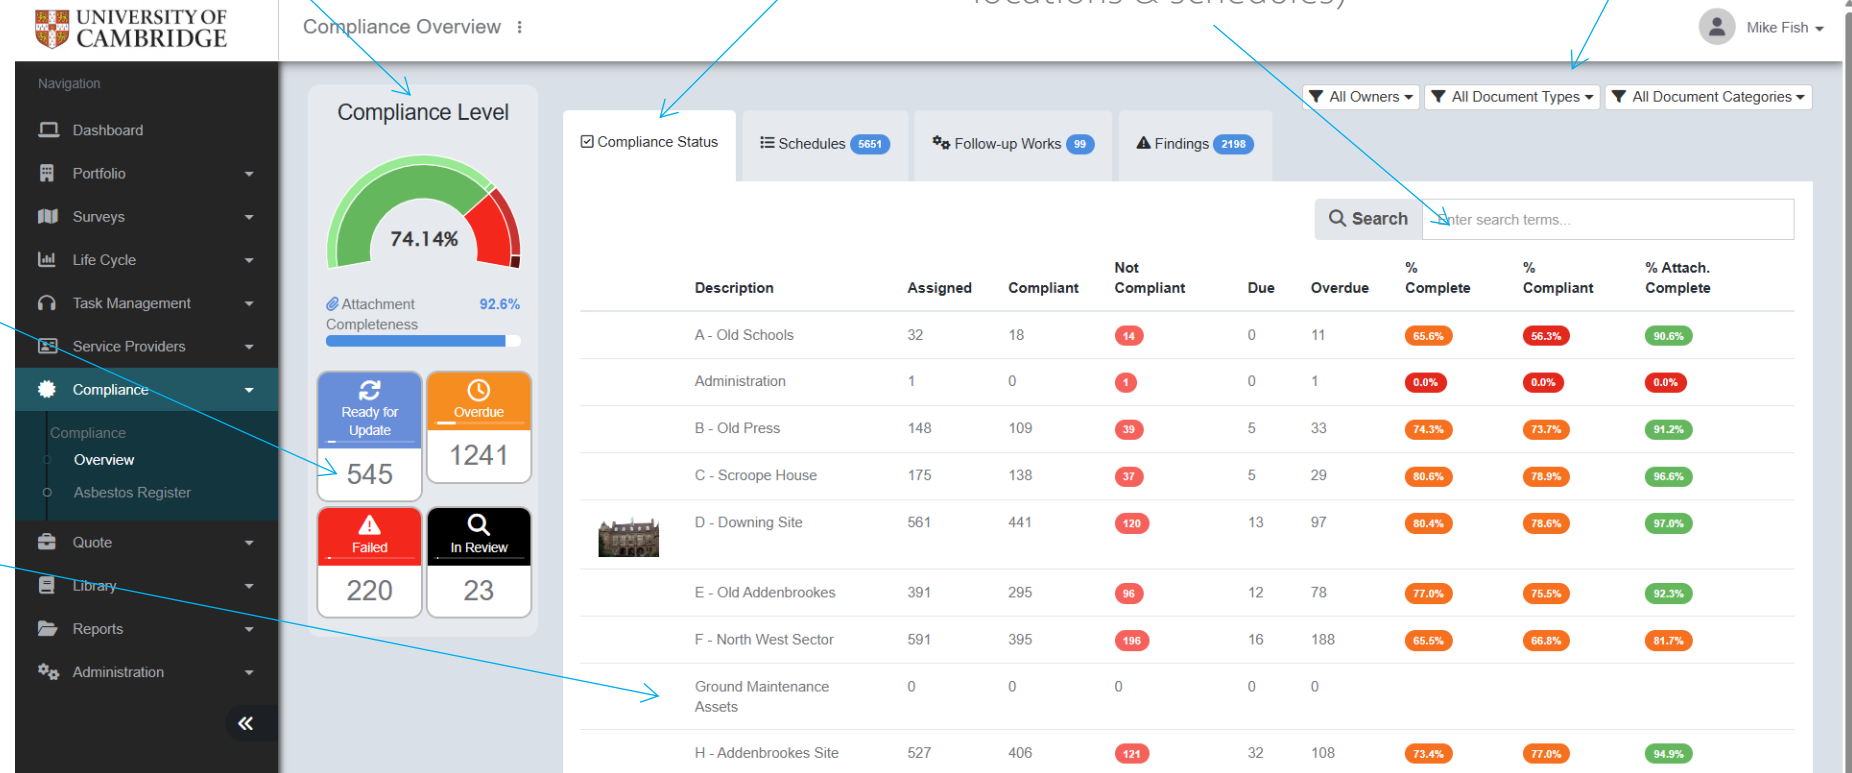 locations & schedules)
UNIVERSITY OF
CAMBRIDGE
Compliance Overview
Mike Fish
Navigation
Dashboard
Portfolio
Surveys
Life Cycle
Task Management
Service Providers
Compliance
Compliance
Overview
Asbestos Register
Quote
Library
Reports
Administration
Compliance Level
74.14%
Attachment 92.6%
Completeness
Ready for
Update
545
Overdue
1241
Failed
220
In Review
23
All Owners All Document Types All Document Categories
Compliance Status Schedules 5651 Follow-up Works 99 Findings 2198
Search Enter search terms...
Not % % % Attach.
Description Assigned Compliant Compliant Due Overdue Complete Compliant Complete
A - Old Schools 32 18 14 0 11 65.6% 56.3% 90.6%
Administration 1 0 1 0 1 0.0% 0.0% 0.0%
B - Old Press 148 109 39 5 33 74.3% 73.7% 91.2%
C - Scroope House 175 138 37 5 29 80.6% 78.9% 96.6%
D - Downing Site 561 441 120 13 97 80.4% 78.6% 97.0%
E - Old Addenbrookes 391 295 96 12 78 77.0% 75.5% 92.3%
F - North West Sector 591 395 196 16 188 65.5% 66.8% 81.7%
Ground Maintenance 0 0 0 0 0
Assets
H - Addenbrookes Site 527 406 121 32 108 73.4% 77.0% 94.9%